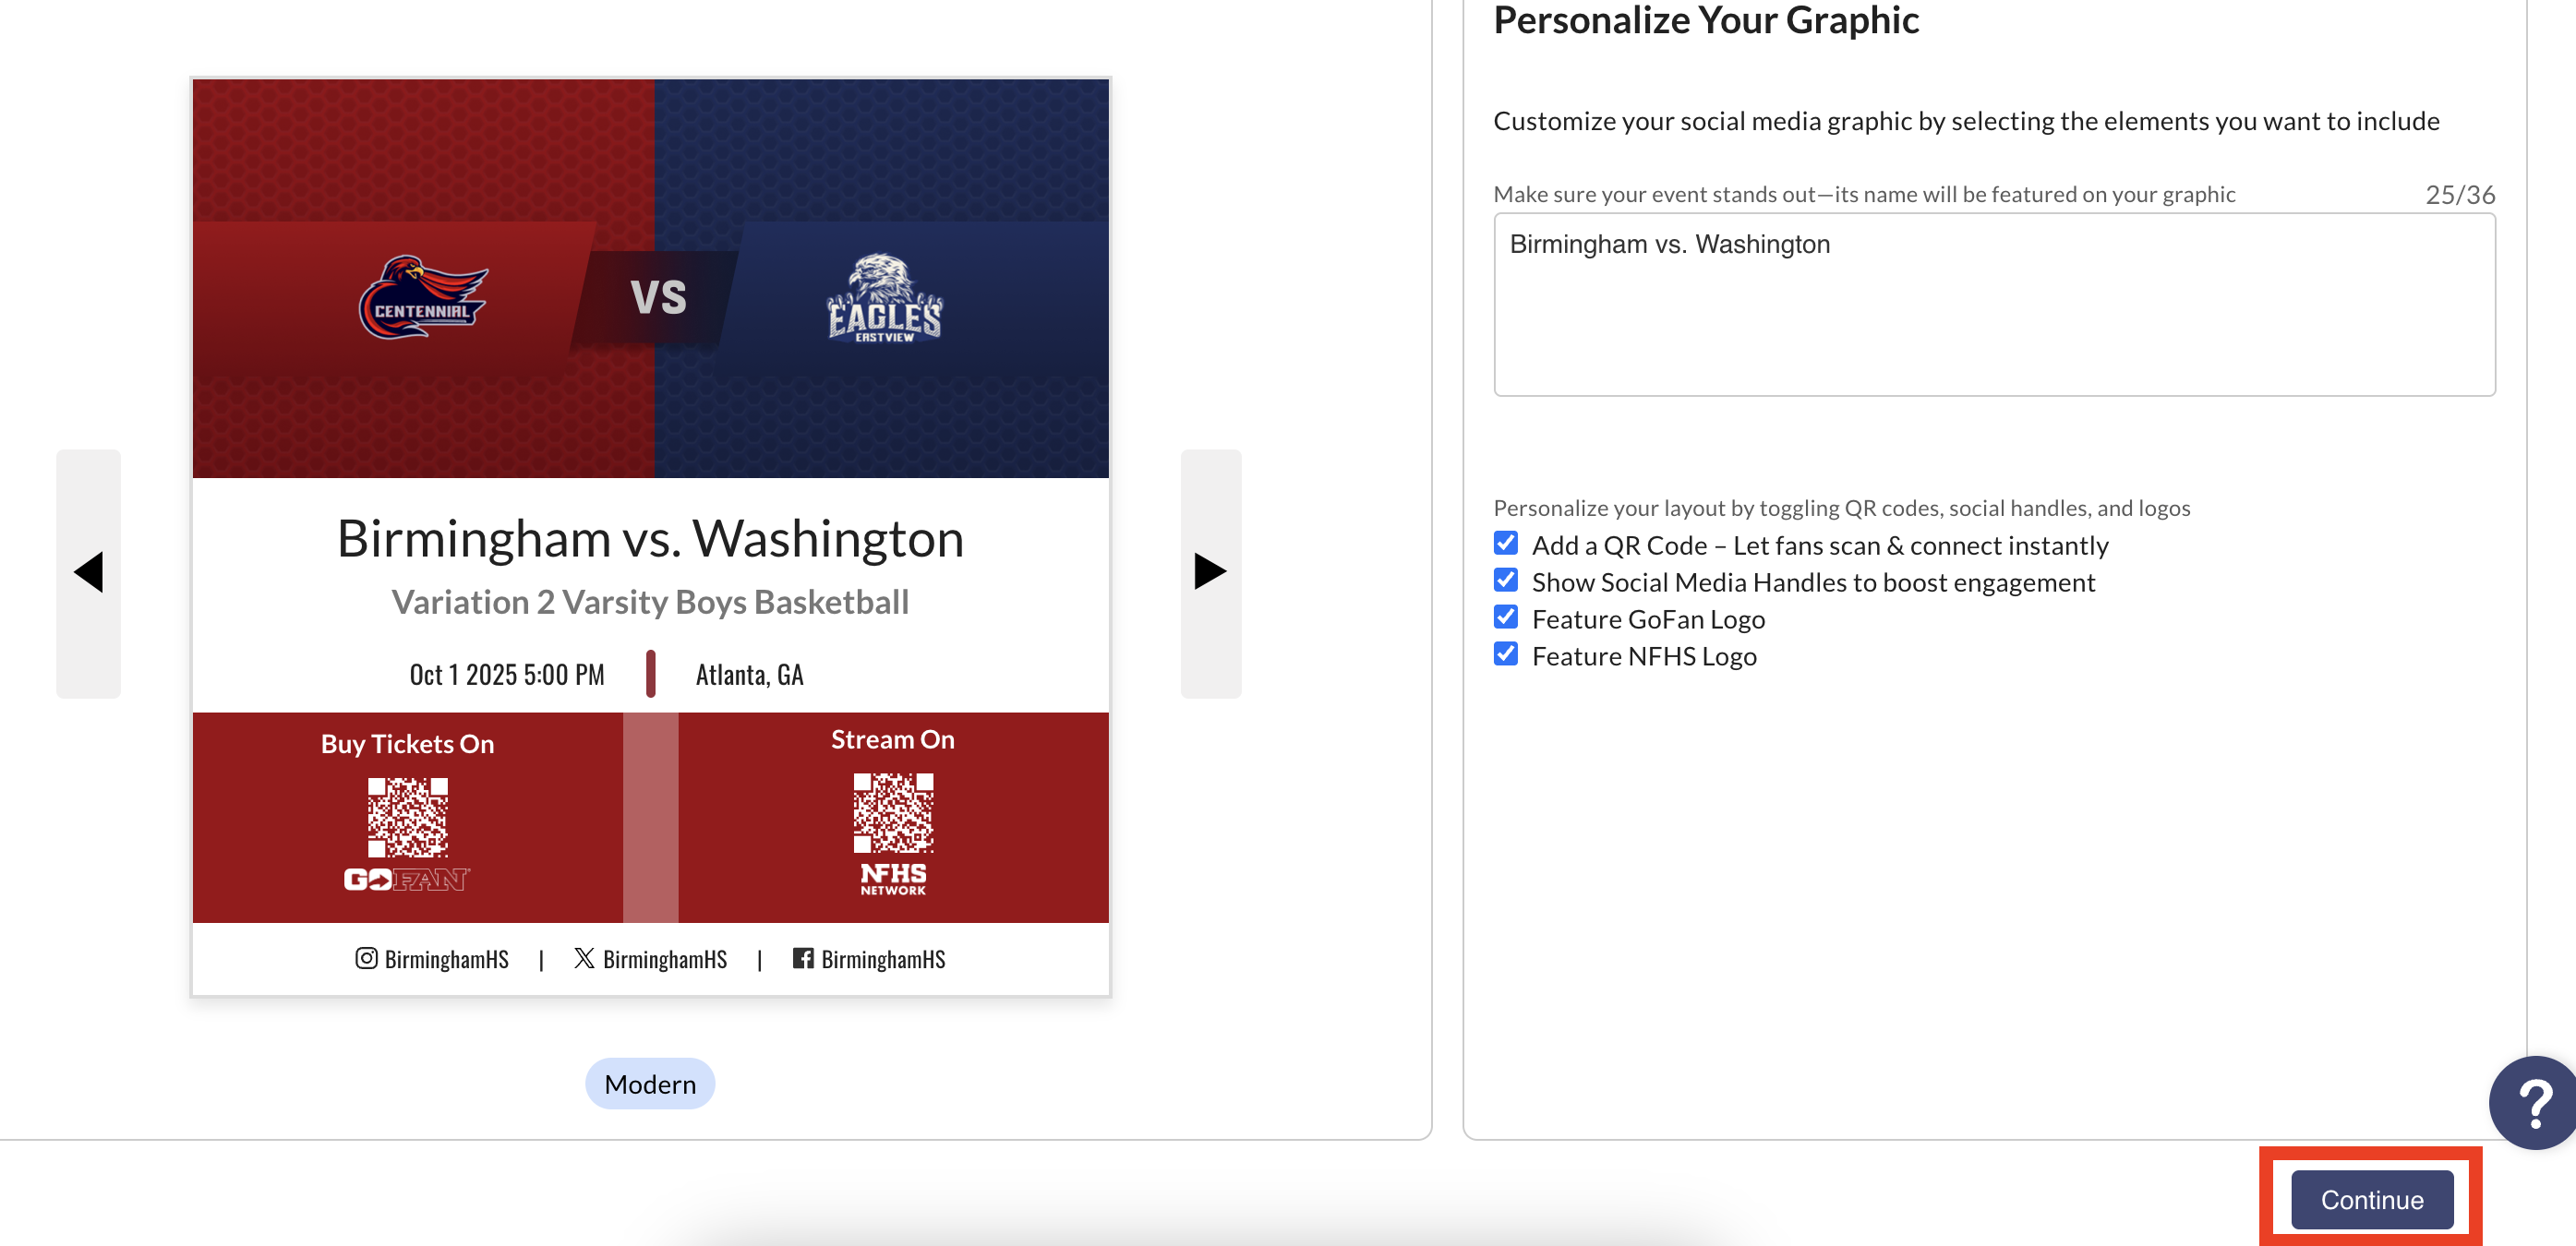 CENTENNIAL
VS
EAGLES
EASTVIEW
Birmingham vs. Washington
Variation 2 Varsity Boys Basketball
Oct 1 2025 5:00 PM
Atlanta, GA
Buy Tickets On
GOFAN
Stream On
NFHS
NETWORK
BirminghamHS | X BirminghamHS | BirminghamHS
Modern
Personalize Your Graphic
Customize your social media graphic by selecting the elements you want to include
Make sure your event stands out—its name will be featured on your graphic 25/36
Birmingham vs. Washington
Personalize your layout by toggling QR codes, social handles, and logos
Add a QR Code – Let fans scan & connect instantly
Show Social Media Handles to boost engagement
Feature GoFan Logo
Feature NFHS Logo
?
Continue